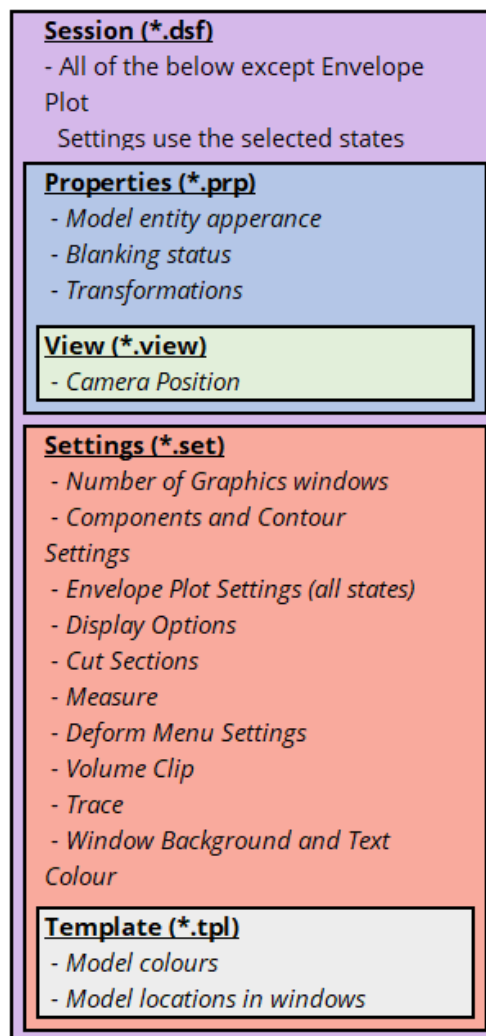 Session (*.dsf)
- All of the below except Envelope
Plot
Settings use the selected states
Properties (*.prp)
- Model entity apperance
- Blanking status
- Transformations
View (*.view)
- Camera Position
Settings (*.set)
- Number of Graphics windows
- Components and Contour
Settings
- Envelope Plot Settings (all states)
- Display Options
- Cut Sections
- Measure
- Deform Menu Settings
- Volume Clip
- Trace
- Window Background and Text
Colour
Template (*.tpl)
- Model colours
- Model locations in windows